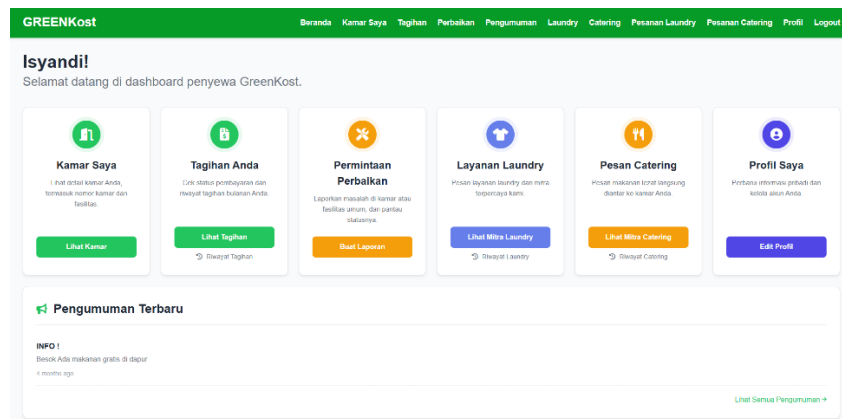 GREENKost
Beranda Kamar Saya Tagihan Perbaikan Pengumuman Laundry Catering Pesanan Laundry Pesanan Catering Profil Logout
Isyandi!
Selamat datang di dashboard penyewa GreenKost.
Kamar Saya
Lihat detail kamar Anda,
termasuk nomor kamar dan
fasilitas.
Lihat Kamar
Tagihan Anda
Cek status pembayaran dan
riwayat tagihan bulanan Anda.
Lihat Tagihan
Riwayat Tagihan
Permintaan
Perbaikan
Laporkan masalah di kamar atau
fasilitas umum, dan pantau
statusnya.
Buat Laporan
Layanan Laundry
Pesan layanan laundry dari mitra
terpercaya kami.
Lihat Mitra Laundry
Riwayat Laundry
Pesan Catering
Pesan makanan lezat langsung
diantar ke kamar Anda.
Lihat Mitra Catering
Riwayat Catering
Profil Saya
Perbarui informasi pribadi dan
kelola akun Anda.
Edit Profil
Pengumuman Terbaru
INFO !
Besok Ada makanan gratis di dapur
4 months ago
Lihat Semua Pengumuman →